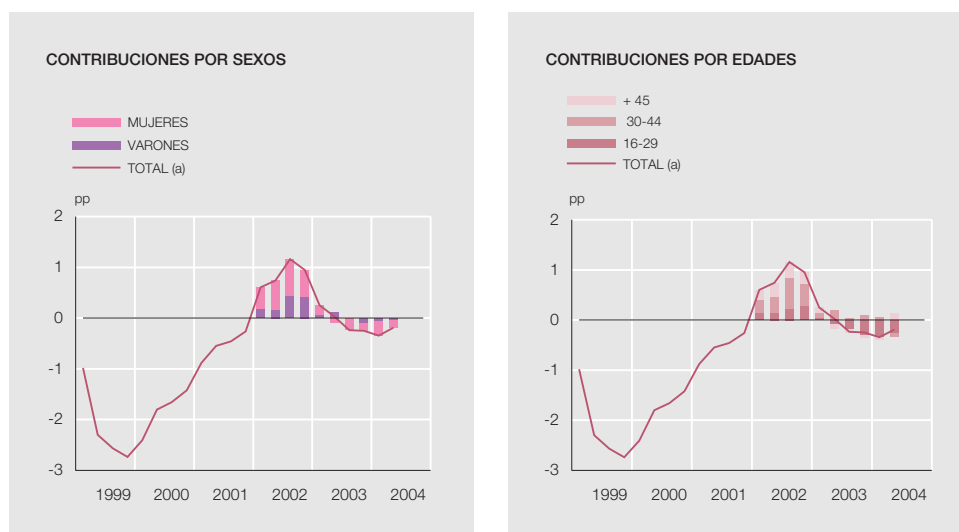 CONTRIBUCIONES POR SEXOS
MUJERES
VARONES
TOTAL (a)
pp
2
1
0
-1
-2
-3
1999 2000 2001 2002 2003 2004
CONTRIBUCIONES POR EDADES
+ 45
30-44
16-29
TOTAL (a)
pp
2
1
0
-1
-2
-3
1999 2000 2001 2002 2003 2004